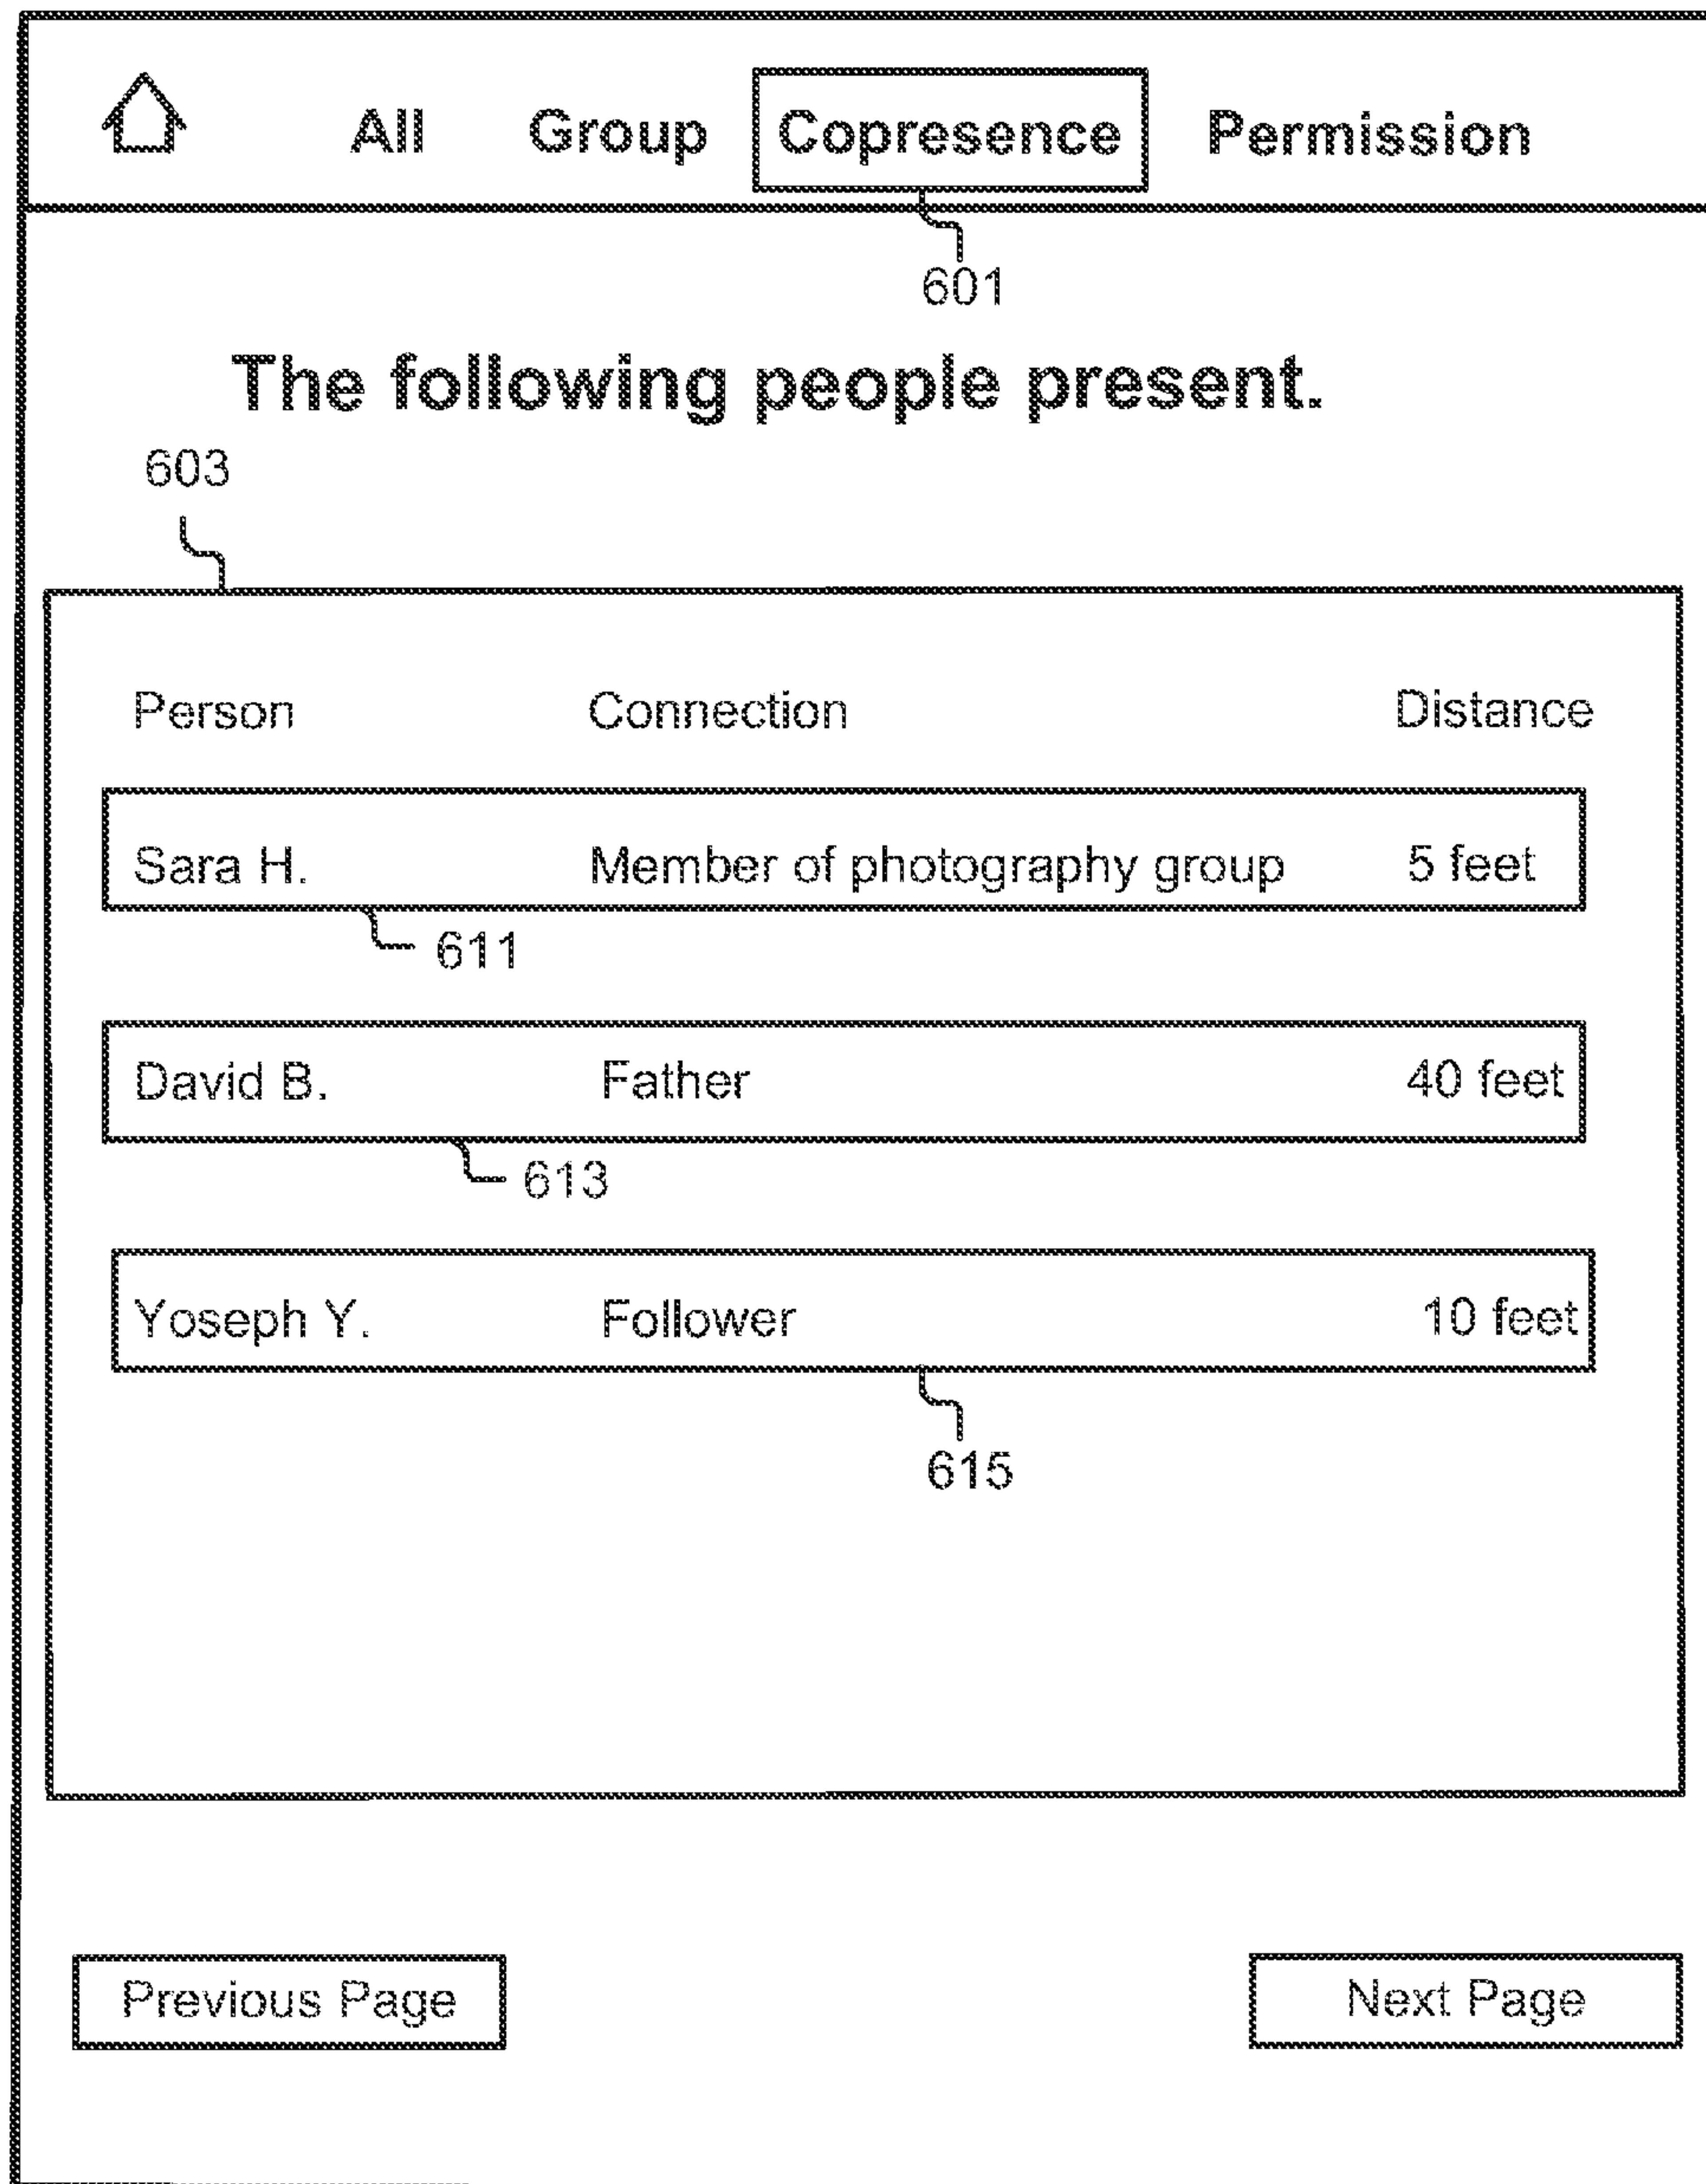 All Group Copresence Permission
601
The following people present.
603
Person Connection Distance
Sara H. Member of photography group 5 feet
611
David B. Father 40 feet
613
Yoseph Y. Follower 10 feet
615
Previous Page Next Page